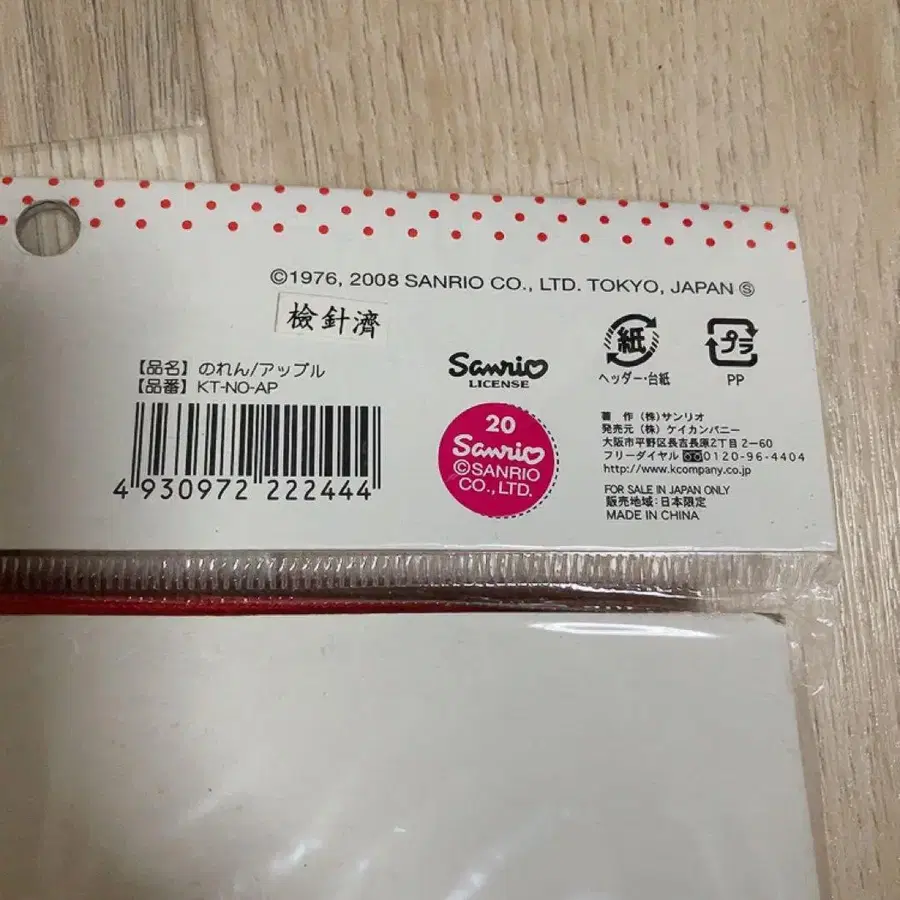 ©1976, 2008 SANRIO CO., LTD. TOKYO, JAPAN Ⓢ
檢針濟
【品名】のれん/アップル
【品番】KT-NO-AP
4 930972 222444
Sanrio
LICENSE
20
Sanrio
©SANRIO
CO., LTD.
紙
ヘッダー・台紙
プラ
PP
著 作 (株)サンリオ
発売元 (株) ケイカンパニー
大阪市平野区長吉長原2丁目2-60
フリーダイヤル 0120-96-4404
http://www.kcompany.co.jp
FOR SALE IN JAPAN ONLY
販売地域:日本限定
MADE IN CHINA